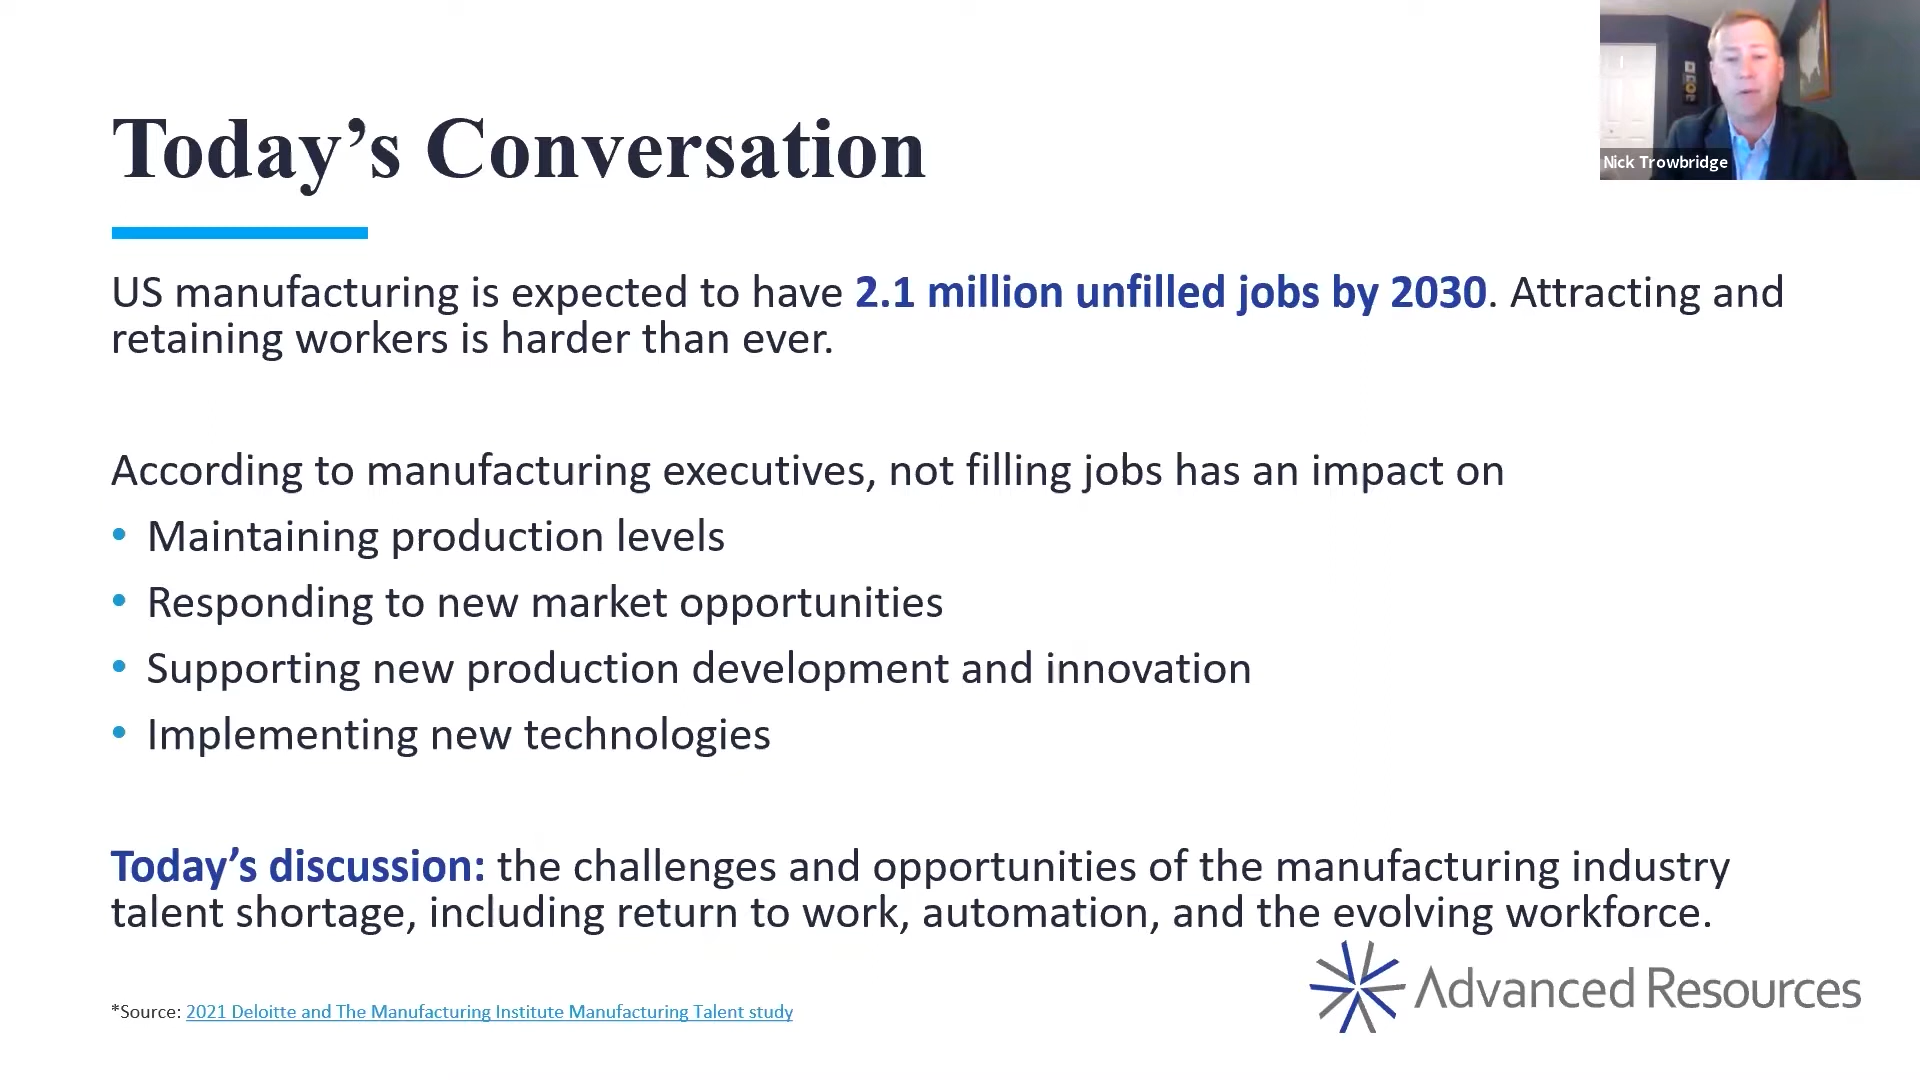 Today’s Conversation
Nick Trowbridge
US manufacturing is expected to have 2.1 million unfilled jobs by 2030. Attracting and
retaining workers is harder than ever.
According to manufacturing executives, not filling jobs has an impact on
• Maintaining production levels
• Responding to new market opportunities
• Supporting new production development and innovation
• Implementing new technologies
Today’s discussion: the challenges and opportunities of the manufacturing industry
talent shortage, including return to work, automation, and the evolving workforce.
Advanced Resources
*Source: 2021 Deloitte and The Manufacturing Institute Manufacturing Talent study